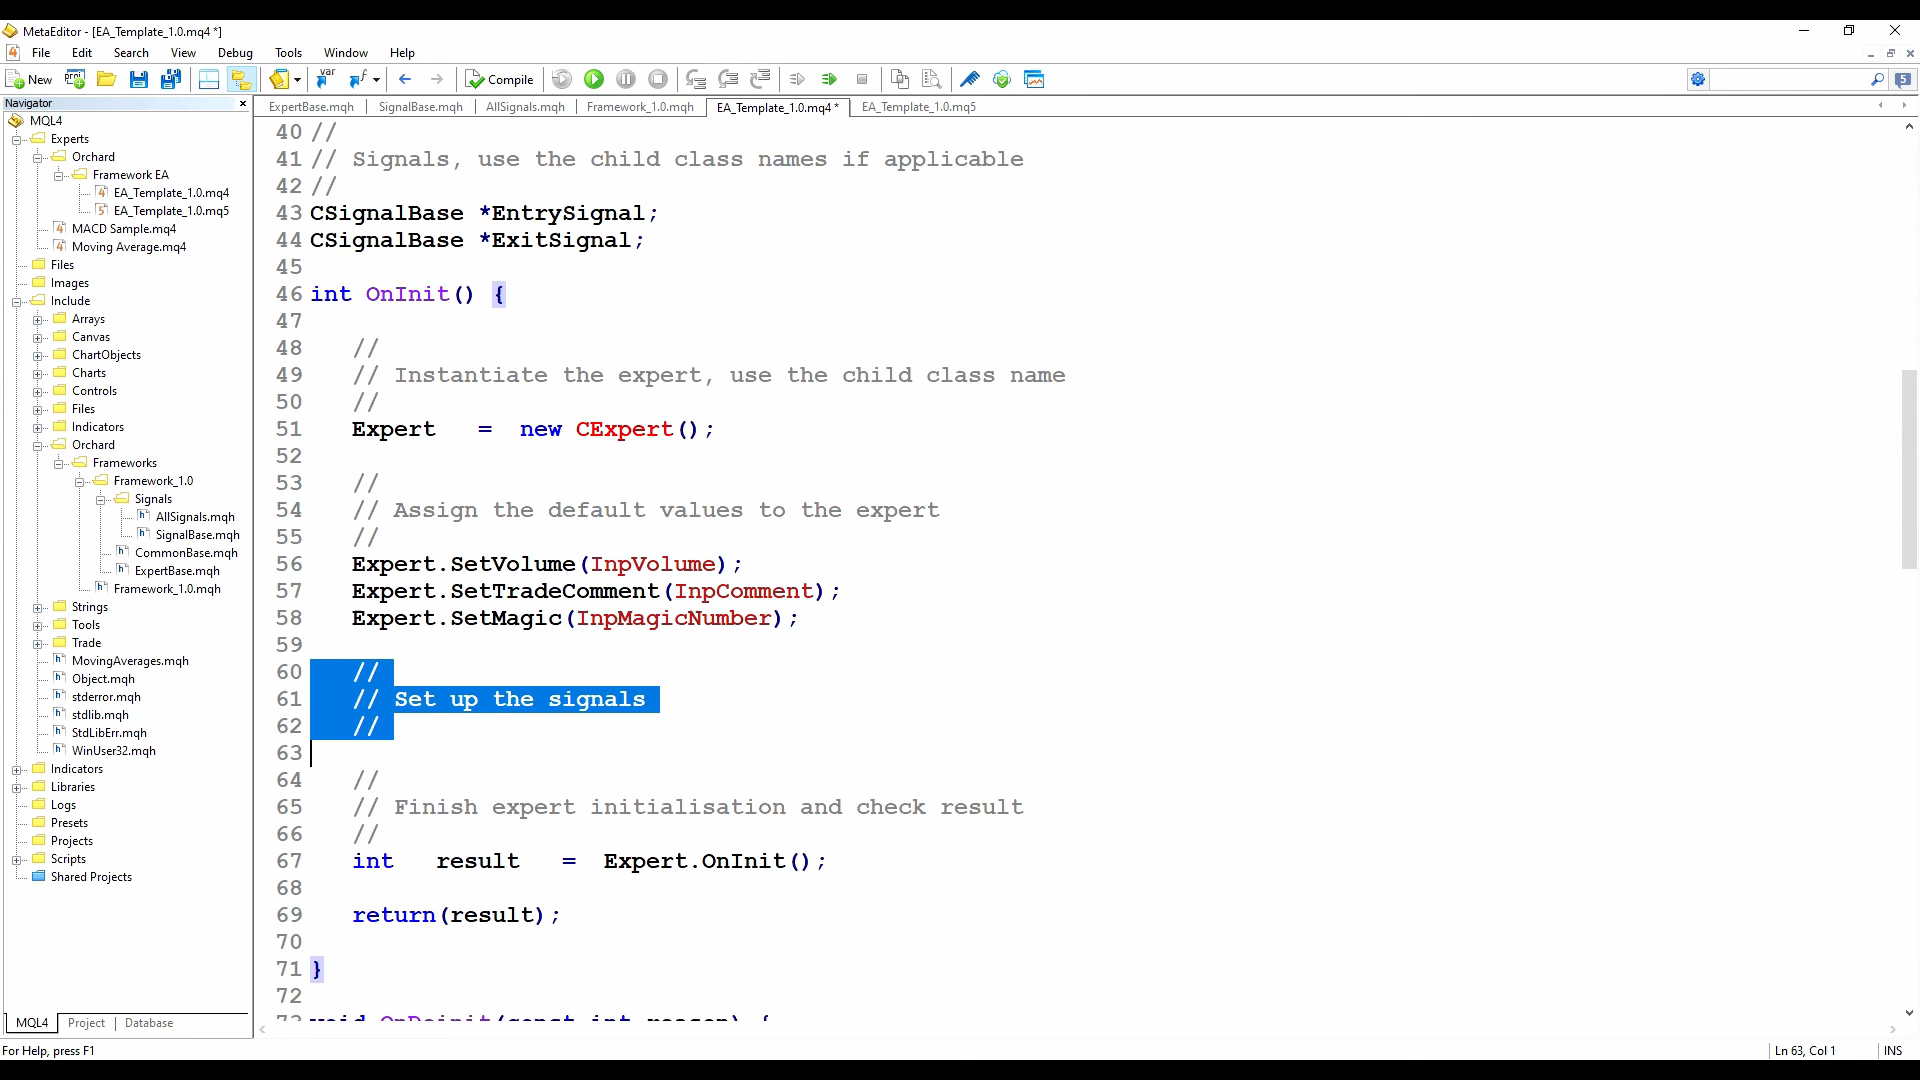 MetaEditor - [EA_Template_1.0.mq4 *]
File Edit Search View Debug Tools Window Help
New Compile 5
Navigator
ExpertBase.mqh SignalBase.mqh AllSignals.mqh Framework_1.0.mqh EA_Template_1.0.mq4 * EA_Template_1.0.mq5
MQL4
Experts
Orchard
Framework EA
EA_Template_1.0.mq4
EA_Template_1.0.mq5
MACD Sample.mq4
Moving Average.mq4
Files
Images
Include
Arrays
Canvas
ChartObjects
Charts
Controls
Files
Indicators
Orchard
Frameworks
Framework_1.0
Signals
AllSignals.mqh
SignalBase.mqh
CommonBase.mqh
ExpertBase.mqh
Framework_1.0.mqh
Strings
Tools
Trade
MovingAverages.mqh
Object.mqh
stderror.mqh
stdlib.mqh
StdLibErr.mqh
WinUser32.mqh
Indicators
Libraries
Logs
Presets
Projects
Scripts
Shared Projects
MQL4 Project Database
40 //
41 // Signals, use the child class names if applicable
42 //
43 CSignalBase *EntrySignal;
44 CSignalBase *ExitSignal;
45
46 int OnInit() {
47
48 //
49 // Instantiate the expert, use the child class name
50 //
51 Expert = new CExpert();
52
53 //
54 // Assign the default values to the expert
55 //
56 Expert.SetVolume(InpVolume);
57 Expert.SetTradeComment(InpComment);
58 Expert.SetMagic(InpMagicNumber);
59
60 //
61 // Set up the signals
62 //
63
64 //
65 // Finish expert initialisation and check result
66 //
67 int result = Expert.OnInit();
68
69 return(result);
70
71 }
72
73 void OnDeinit(const int reason) {
For Help, press F1 Ln 63, Col 1 INS